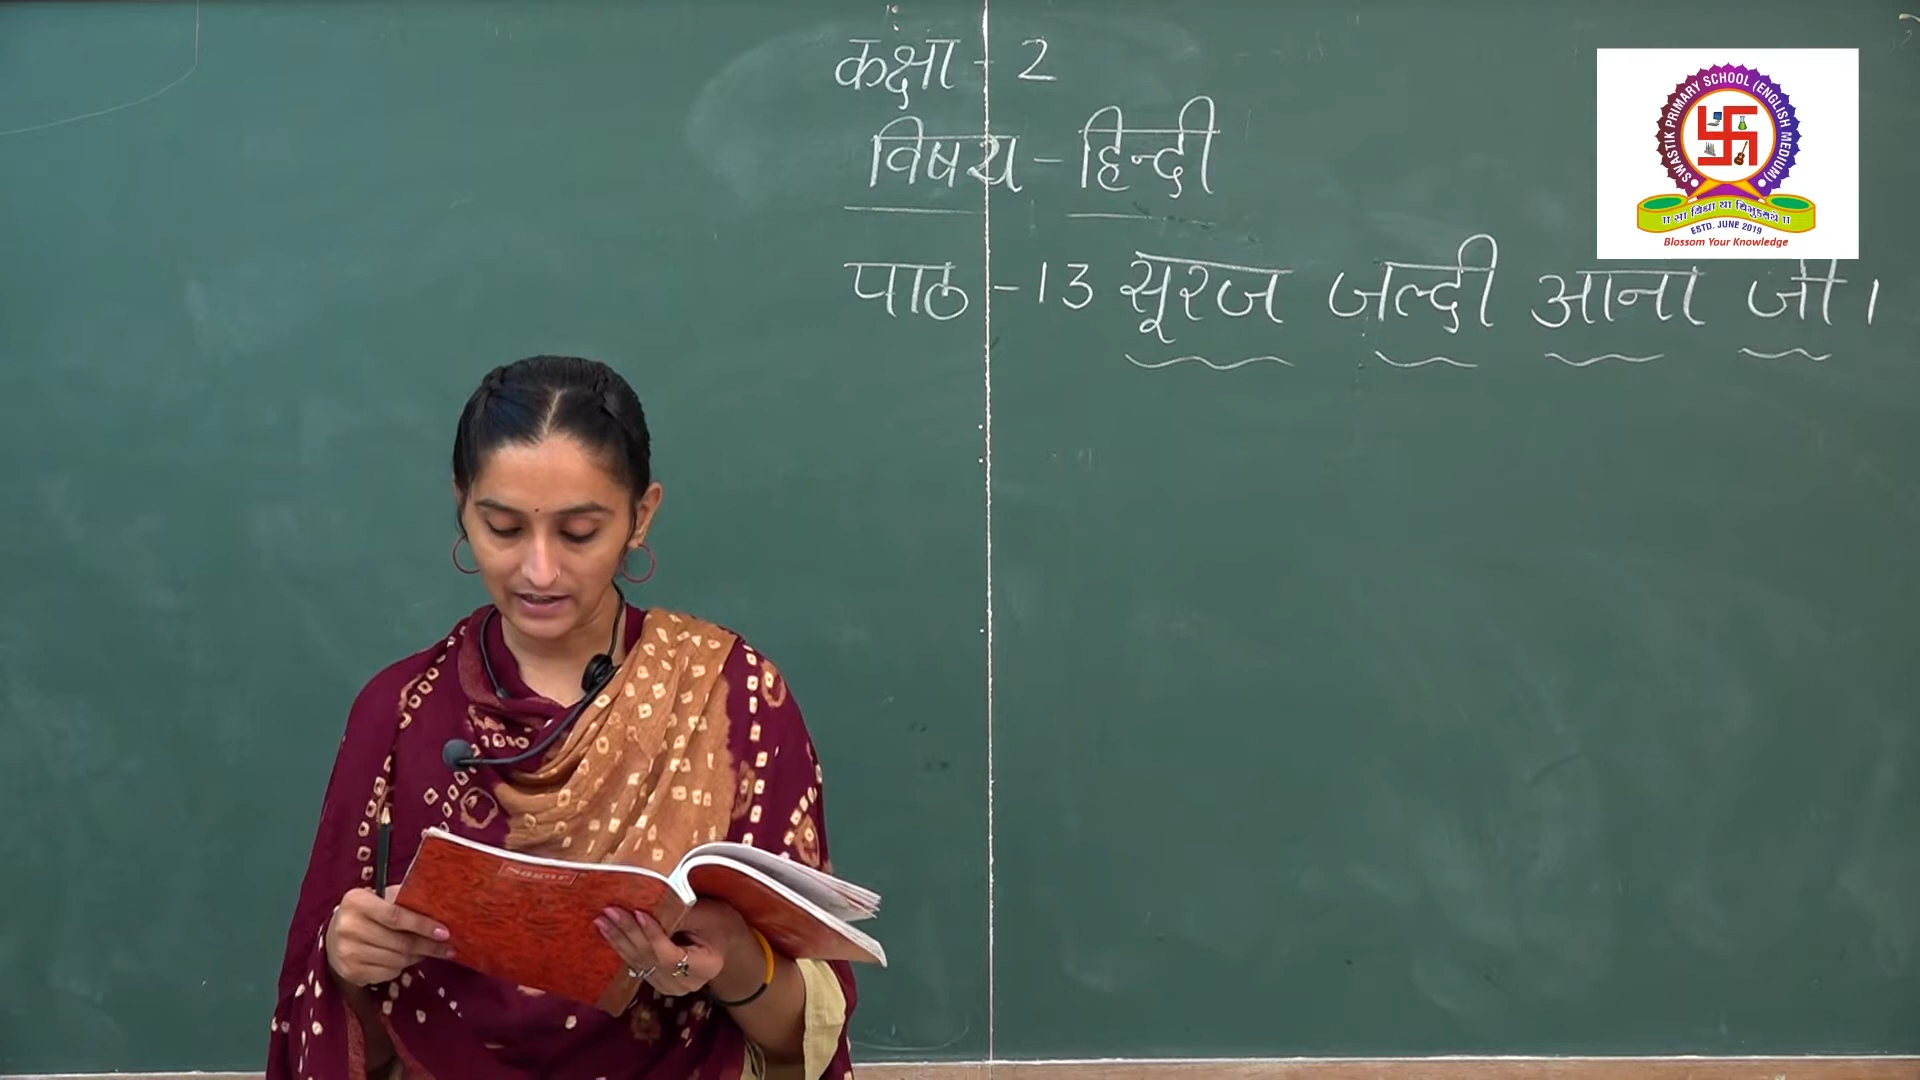 कक्षा - 2
विषय - हिन्दी
पाठ - 13 सूरज जल्दी आना जी।
SWASTIK PRIMARY SCHOOL (ENGLISH MEDIUM)
ESTD. JUNE 2019
Blossom Your Knowledge